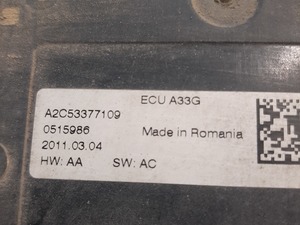 ECU A33G
A2C53377109
0515986
Made in Romania
2011.03.04
HW: AA SW: AC